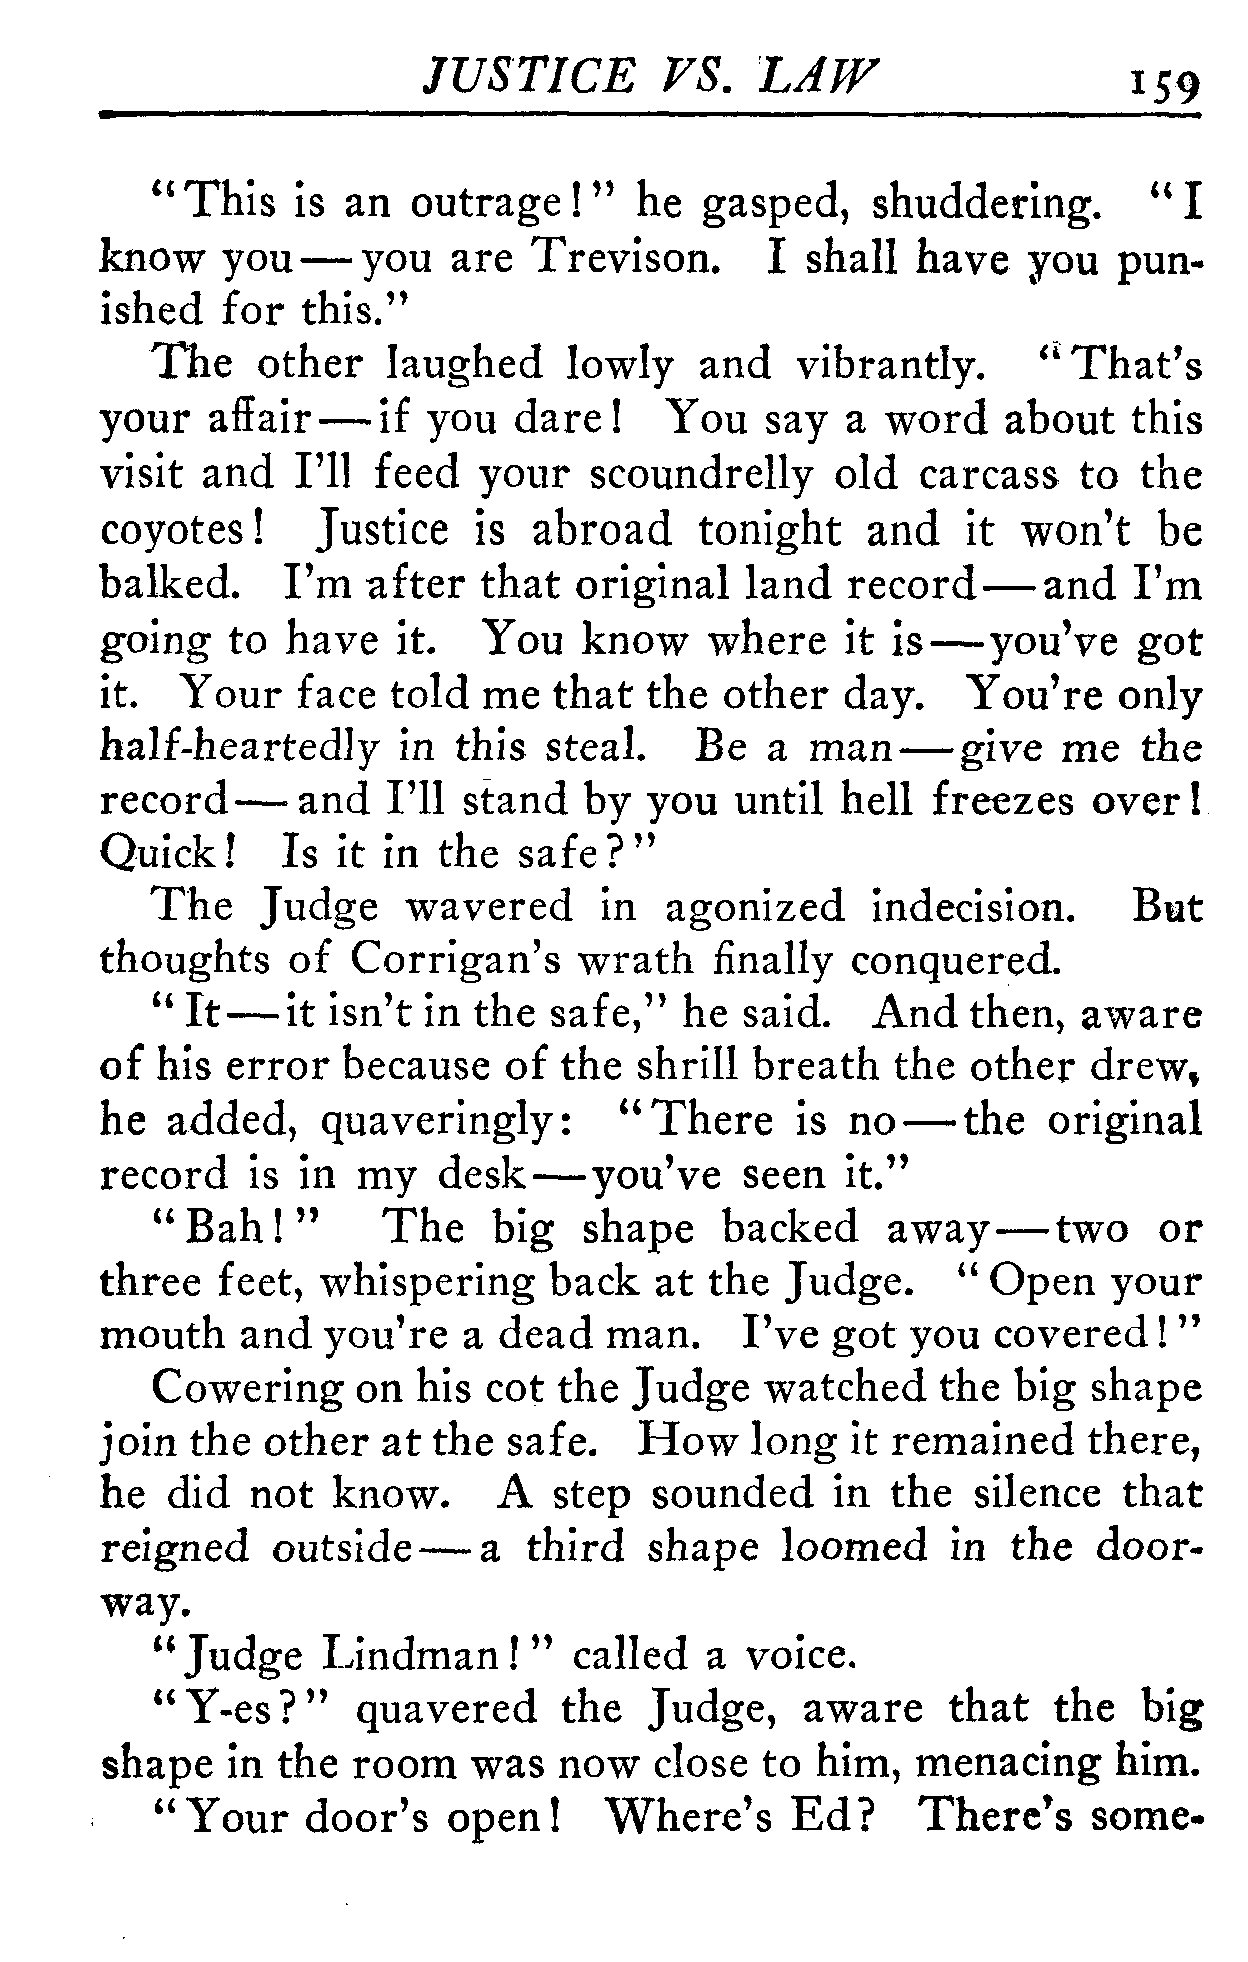 JUSTICE VS. LAW 159
"This is an outrage!" he gasped, shuddering. "I
know you—you are Trevison. I shall have you pun-
ished for this."
The other laughed lowly and vibrantly. "That's
your affair—if you dare! You say a word about this
visit and I'll feed your scoundrelly old carcass to the
coyotes! Justice is abroad tonight and it won't be
balked. I'm after that original land record—and I'm
going to have it. You know where it is—you've got
it. Your face told me that the other day. You're only
half-heartedly in this steal. Be a man—give me the
record—and I'll stand by you until hell freezes over!
Quick! Is it in the safe?"
The Judge wavered in agonized indecision. But
thoughts of Corrigan's wrath finally conquered.
"It—it isn't in the safe," he said. And then, aware
of his error because of the shrill breath the other drew,
he added, quaveringly: "There is no—the original
record is in my desk—you've seen it."
"Bah!" The big shape backed away—two or
three feet, whispering back at the Judge. "Open your
mouth and you're a dead man. I've got you covered!"
Cowering on his cot the Judge watched the big shape
join the other at the safe. How long it remained there,
he did not know. A step sounded in the silence that
reigned outside—a third shape loomed in the door-
way.
"Judge Lindman!" called a voice.
"Y-es?" quavered the Judge, aware that the big
shape in the room was now close to him, menacing him.
"Your door's open! Where's Ed? There's some-